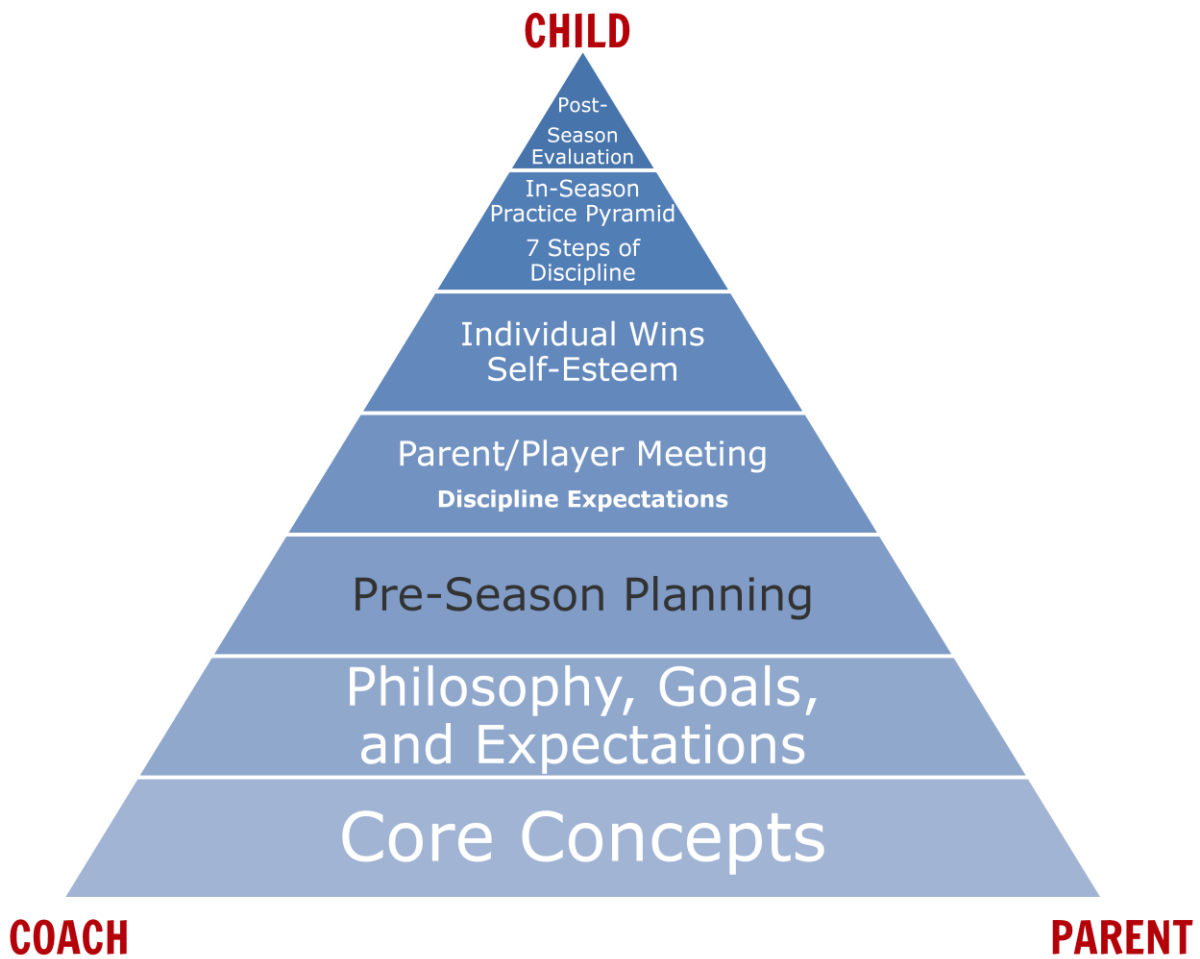 CHILD
Post-
Season
Evaluation
In-Season
Practice Pyramid
7 Steps of
Discipline
Individual Wins
Self-Esteem
Parent/Player Meeting
Discipline Expectations
Pre-Season Planning
Philosophy, Goals,
and Expectations
Core Concepts
COACH
PARENT